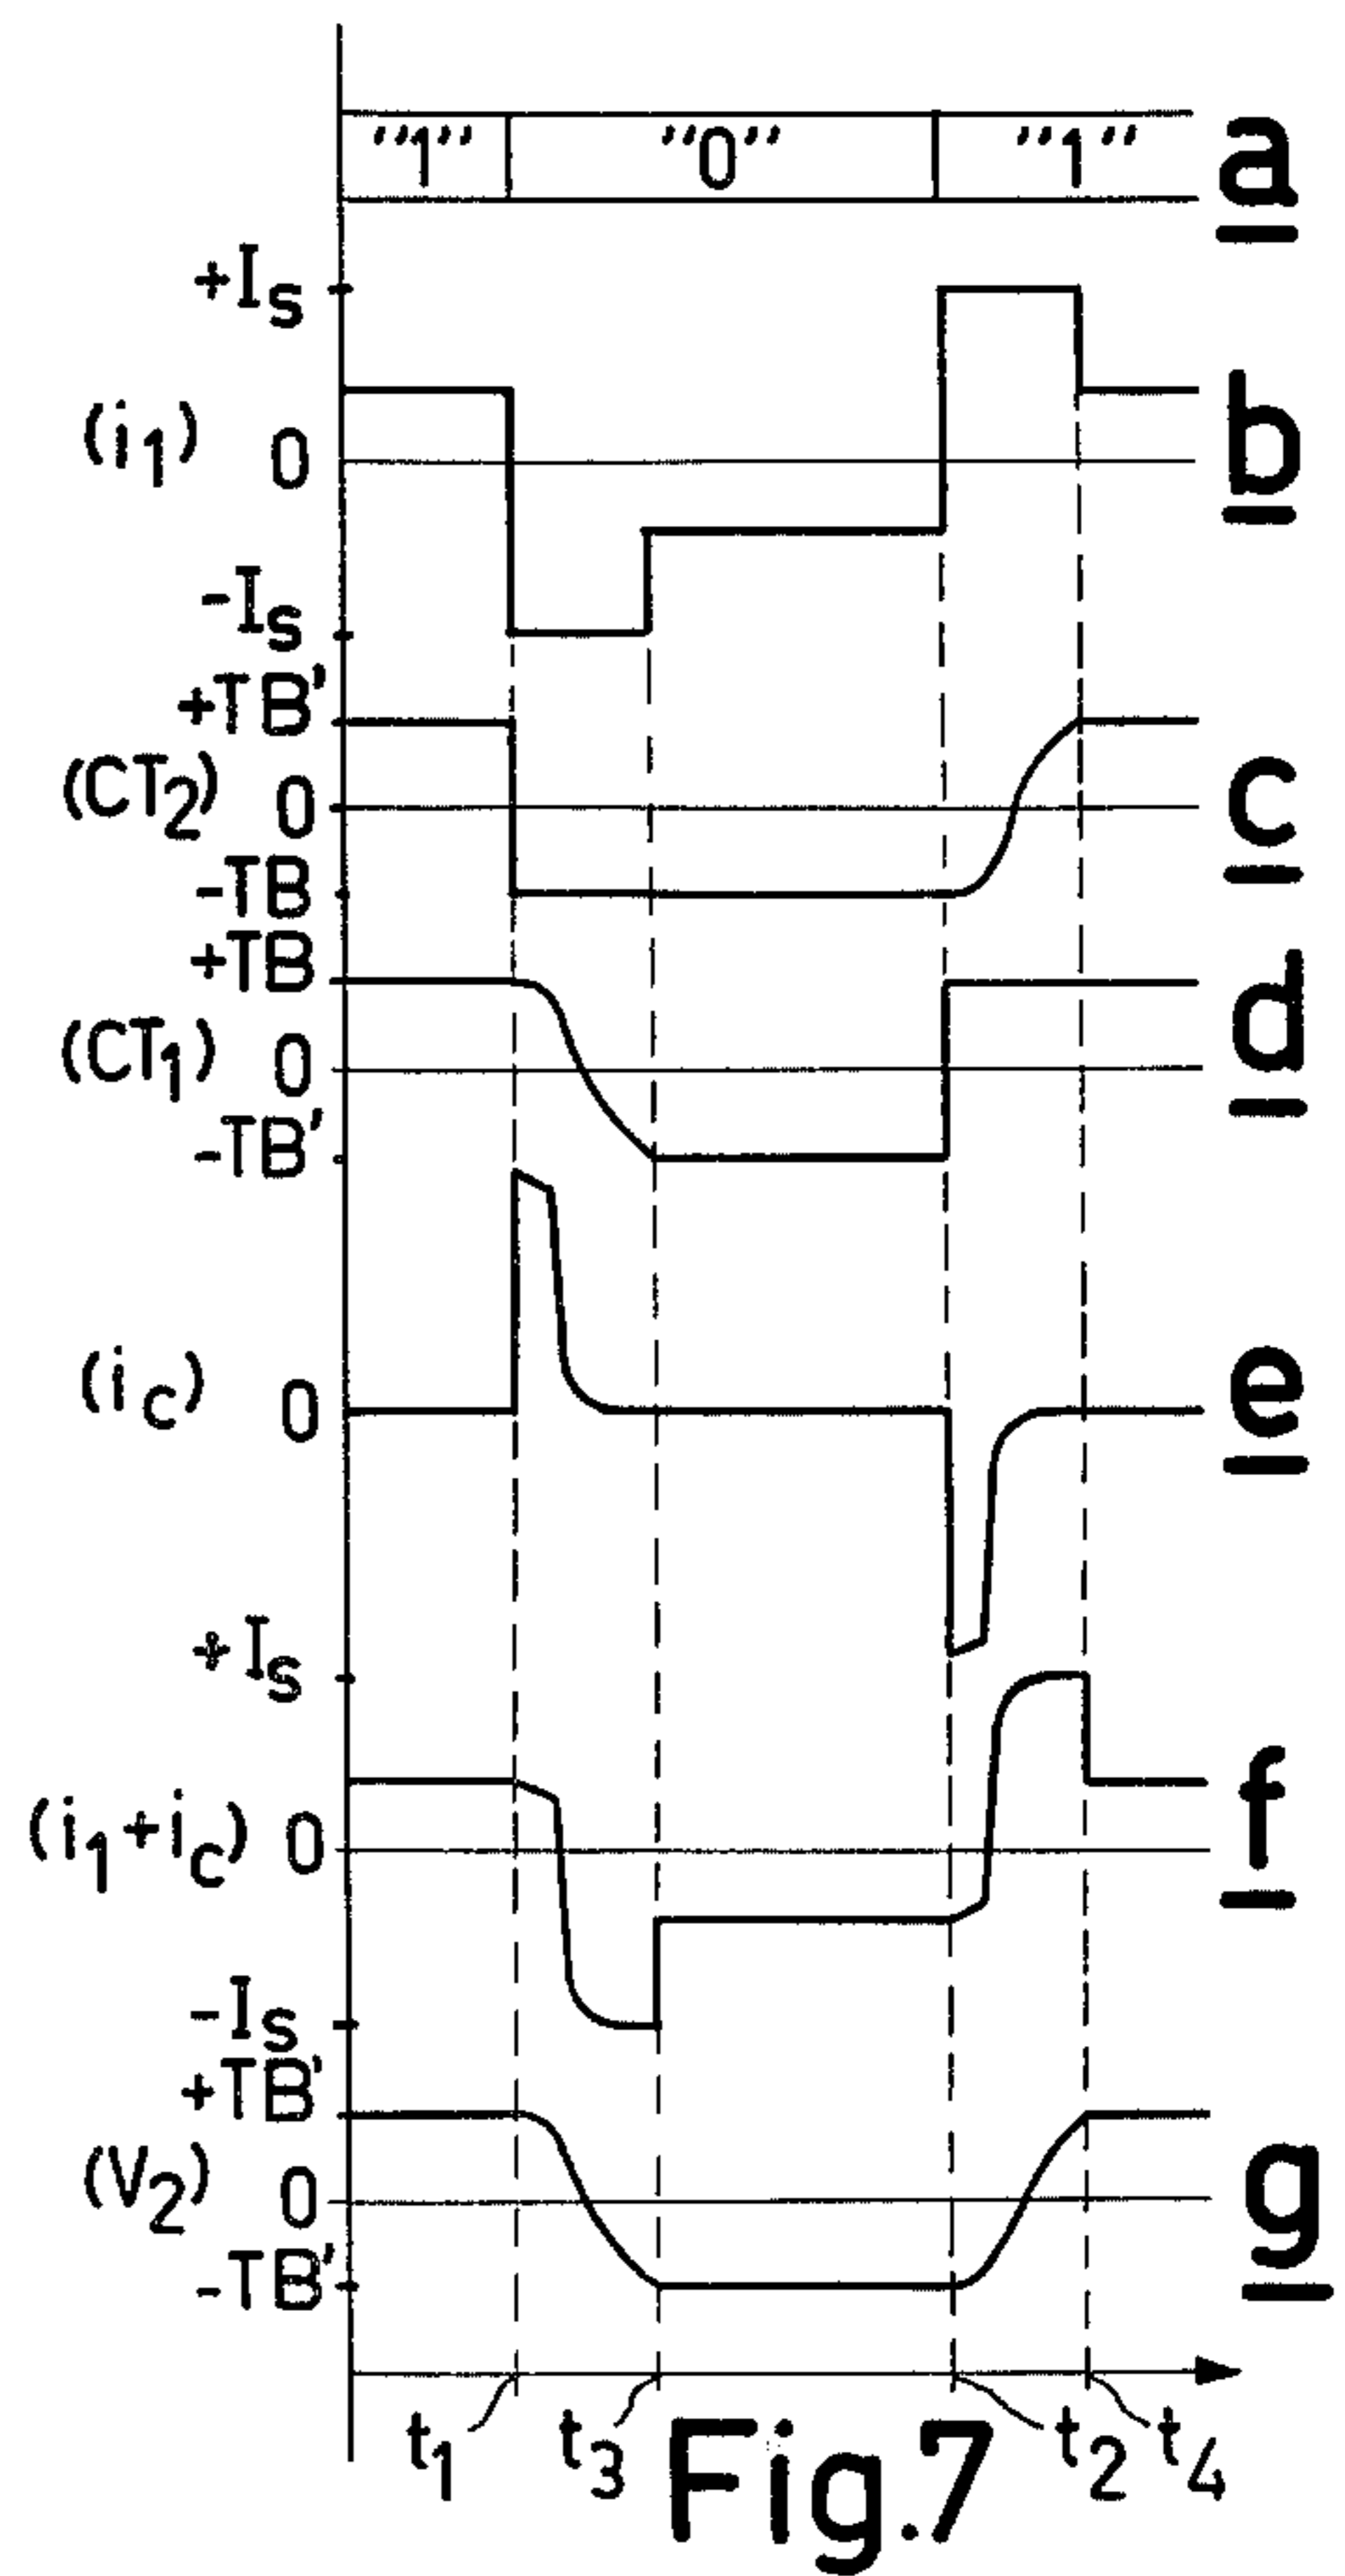 "1" "0" "1" a
+Is
(i1) 0 b
-Is
+TB'
(CT2) 0 c
-TB
+TB
(CT1) 0 d
-TB'
(ic) 0 e
+Is
(i1+ic) 0 f
-Is
+TB'
(V2) 0 g
-TB'
t1 t3 t2 t4
Fig.7